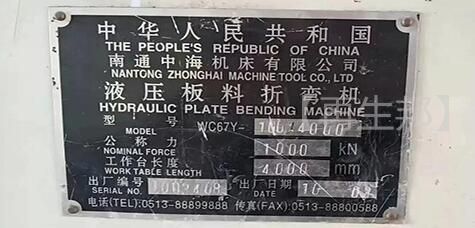 中华人民共和国
THE PEOPLE'S REPUBLIC OF CHINA
南通中海机床有限公司
NANTONG ZHONGHAI MACHINE TOOL CO., LTD
液压板料折弯机
HYDRAULIC PLATE BENDING MACHINE
型号 MODEL WC67Y-100/4000
公称力 NOMINAL FORCE 1000 kN
工作台长度 WORK TABLE LENGTH 4000 mm
出厂编号 SERIAL NO 出厂日期 DATE 10
电话(TEL):0513-88899888 传真(FAX):0513-88800588